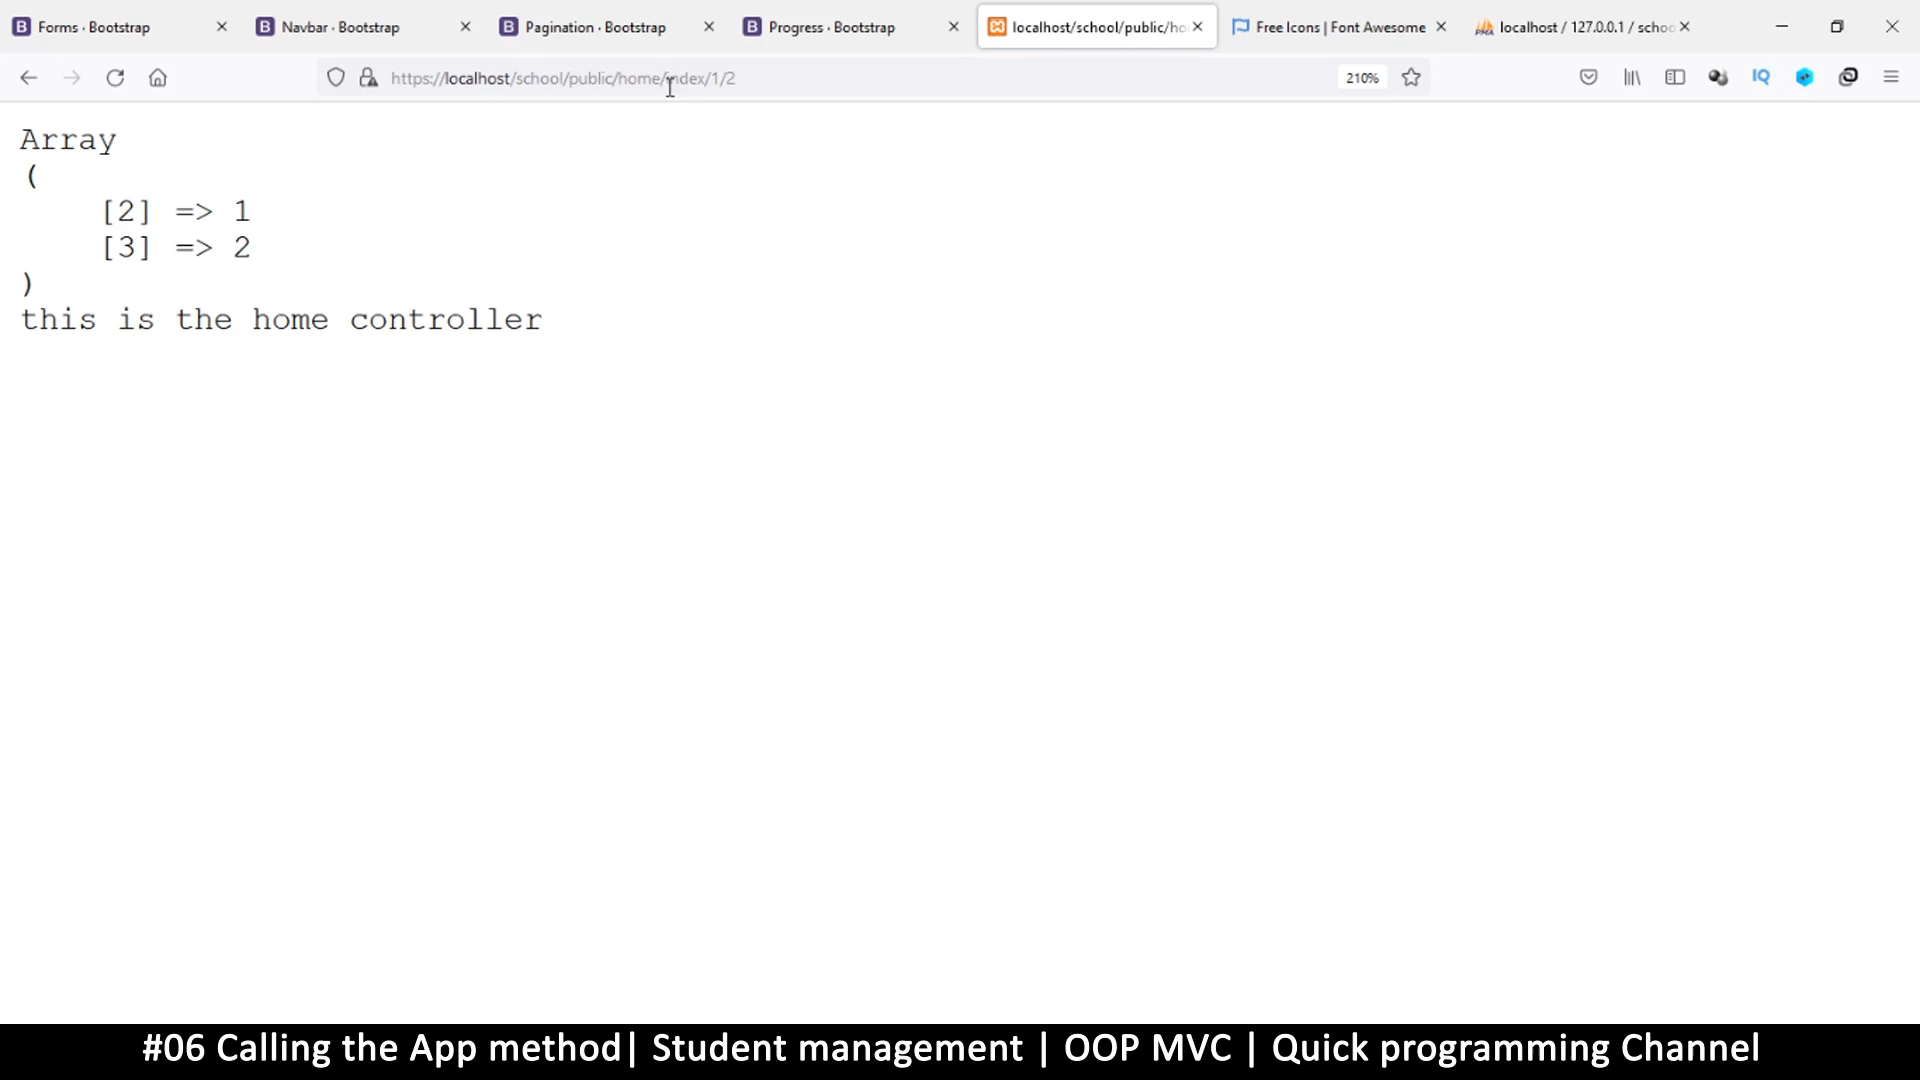 Forms · Bootstrap
Navbar · Bootstrap
Pagination · Bootstrap
Progress · Bootstrap
localhost/school/public/ho
Free Icons | Font Awesome
localhost / 127.0.0.1 / schoo
https://localhost/school/public/home/index/1/2
210%
IQ
Array
(
[2] => 1
[3] => 2
)
this is the home controller
#06 Calling the App method| Student management | OOP MVC | Quick programming Channel